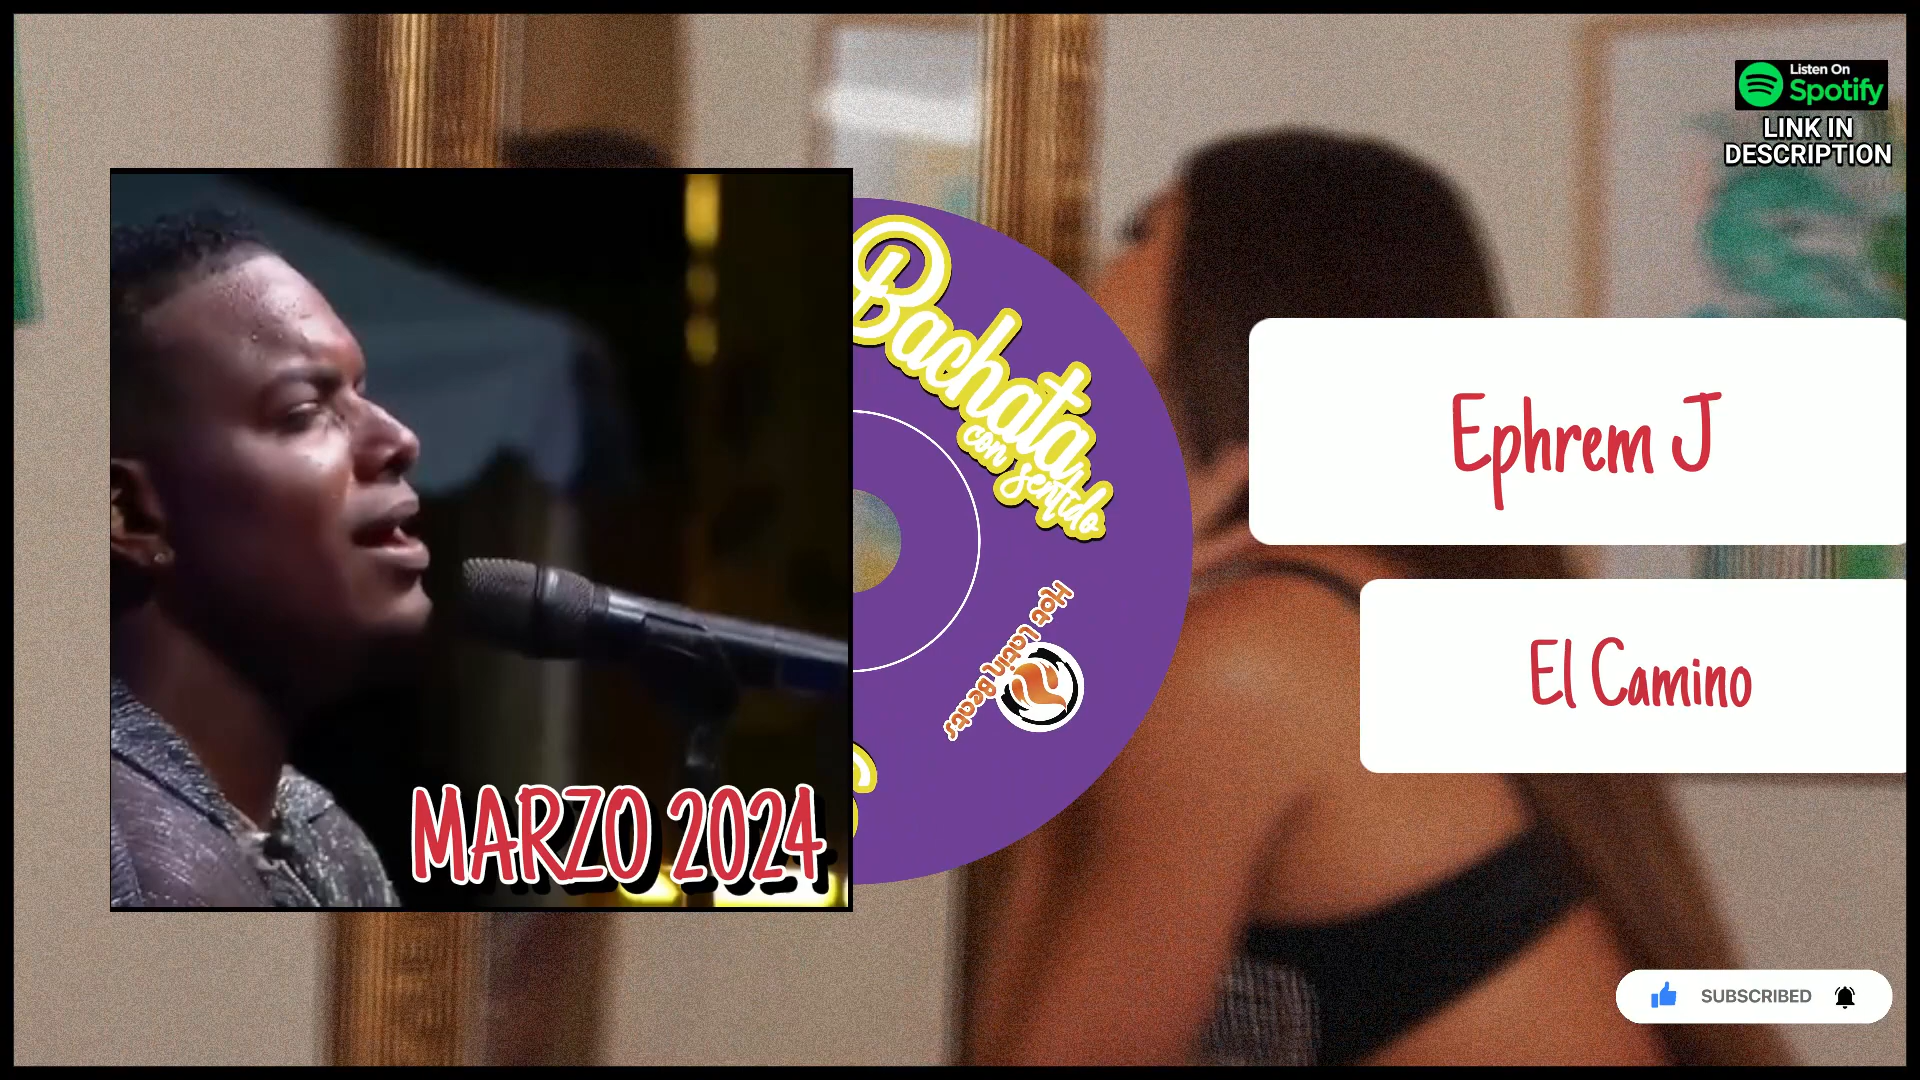 Listen On
Spotify
LINK IN
DESCRIPTION
Bachata
con sentido
Hot Latin Beats
Ephrem J
El Camino
MARZO 2024
SUBSCRIBED